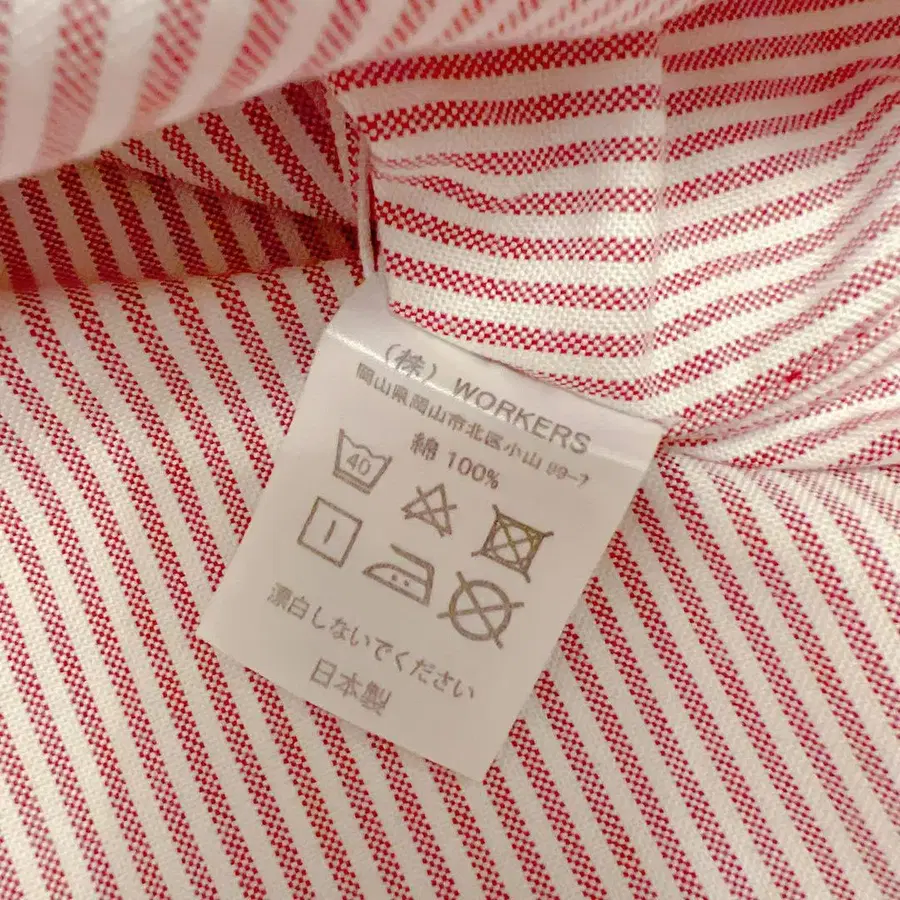 (株) WORKERS
岡山県岡山市北区小山 99-7
綿 100%
40
漂白しないでください
日本製